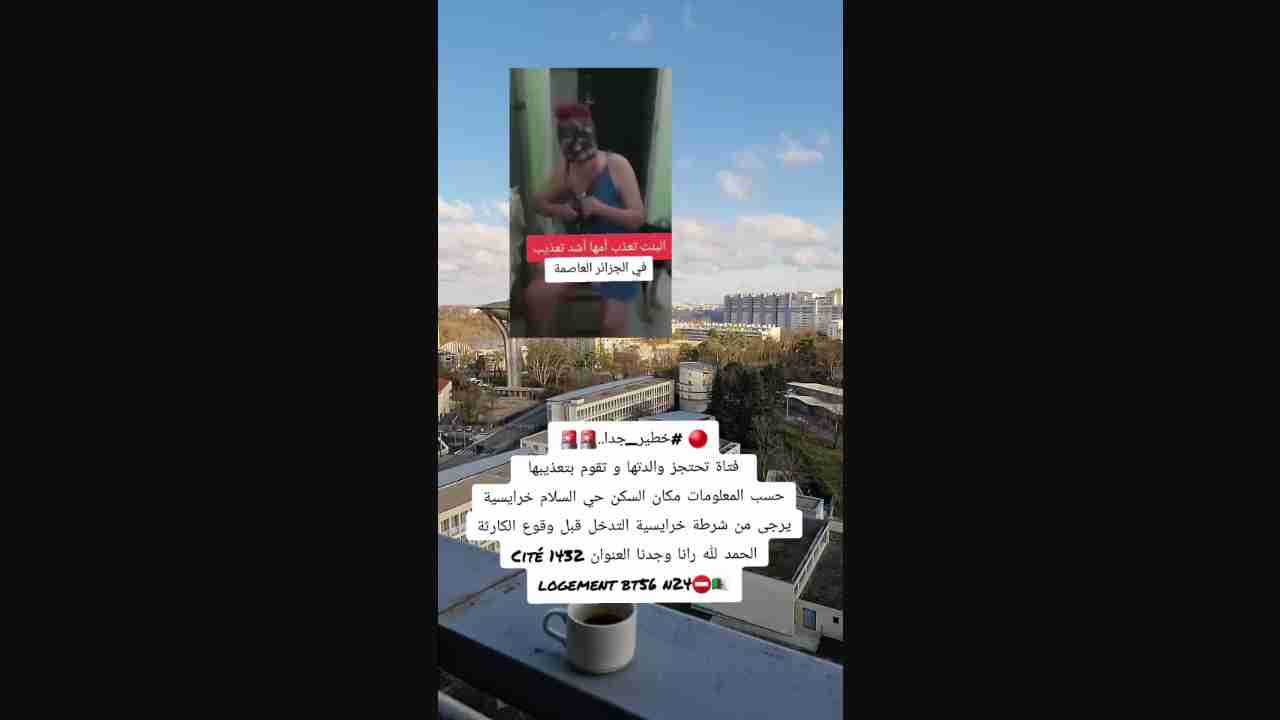 البنت تعذب أمها أشد تعذيب
في الجزائر العاصمة
🔴 #خطير_جدا..🚨🚨
فتاة تحتجز والدتها و تقوم بتعذيبها
حسب المعلومات مكان السكن حي السلام خرايسية
يرجى من شرطة خرايسية التدخل قبل وقوع الكارثة
الحمد لله رانا وجدنا العنوان CITÉ 1432
LOGEMENT BT56 N24⛔🇩🇿